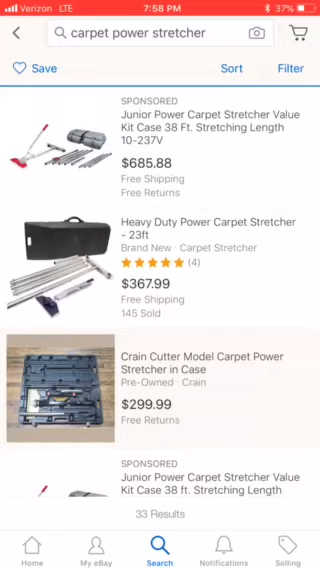 Verizon LTE 7:58 PM 37%
carpet power stretcher
Save Sort Filter
SPONSORED
Junior Power Carpet Stretcher Value
Kit Case 38 Ft. Stretching Length
10-237V
$685.88
Free Shipping
Free Returns
Heavy Duty Power Carpet Stretcher
- 23ft
Brand New · Carpet Stretcher
(4)
$367.99
Free Shipping
145 Sold
Crain Cutter Model Carpet Power
Stretcher in Case
Pre-Owned · Crain
$299.99
Free Returns
SPONSORED
Junior Power Carpet Stretcher Value
Kit Case 38 ft. Stretching Length
33 Results
Home My eBay Search Notifications Selling